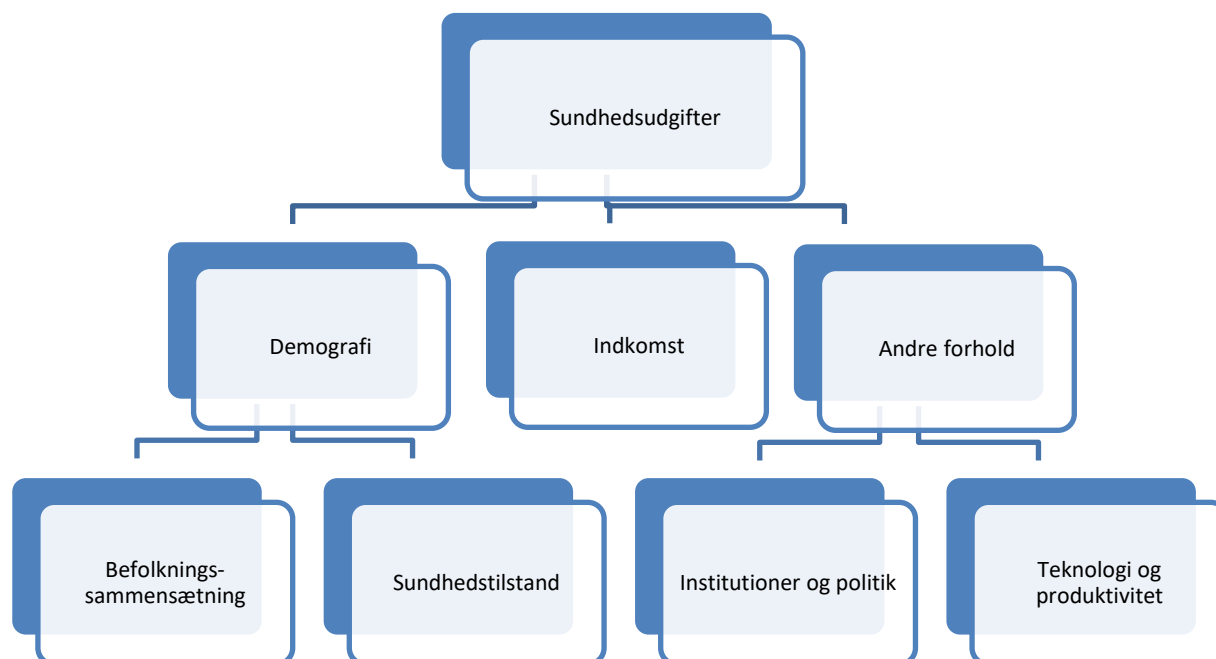 Sundhedsudgifter
Demografi
Indkomst
Andre forhold
Befolknings-
sammensætning
Sundhedstilstand
Institutioner og politik
Teknologi og
produktivitet